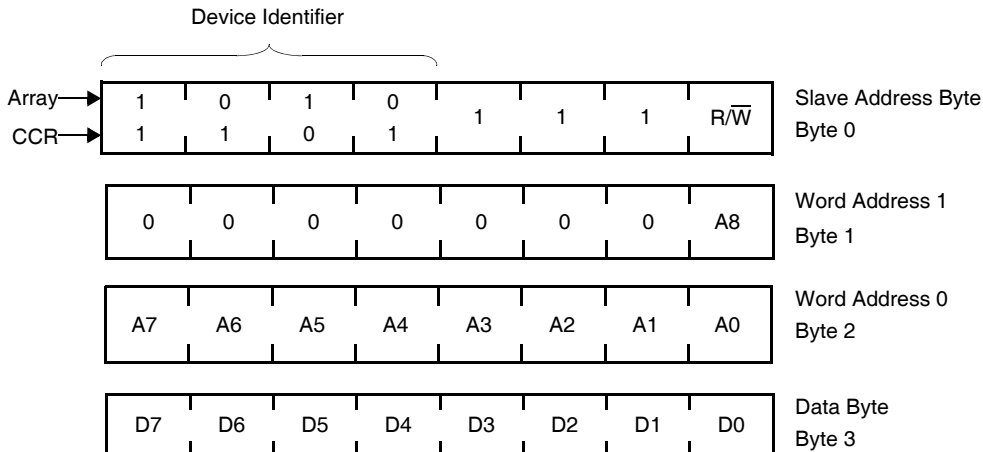 Device Identifier
Array 1 0 1 0 1 1 1 R/W̅ Slave Address Byte
CCR 1 1 0 1 Byte 0
0 0 0 0 0 0 0 A8 Word Address 1
Byte 1
A7 A6 A5 A4 A3 A2 A1 A0 Word Address 0
Byte 2
D7 D6 D5 D4 D3 D2 D1 D0 Data Byte
Byte 3